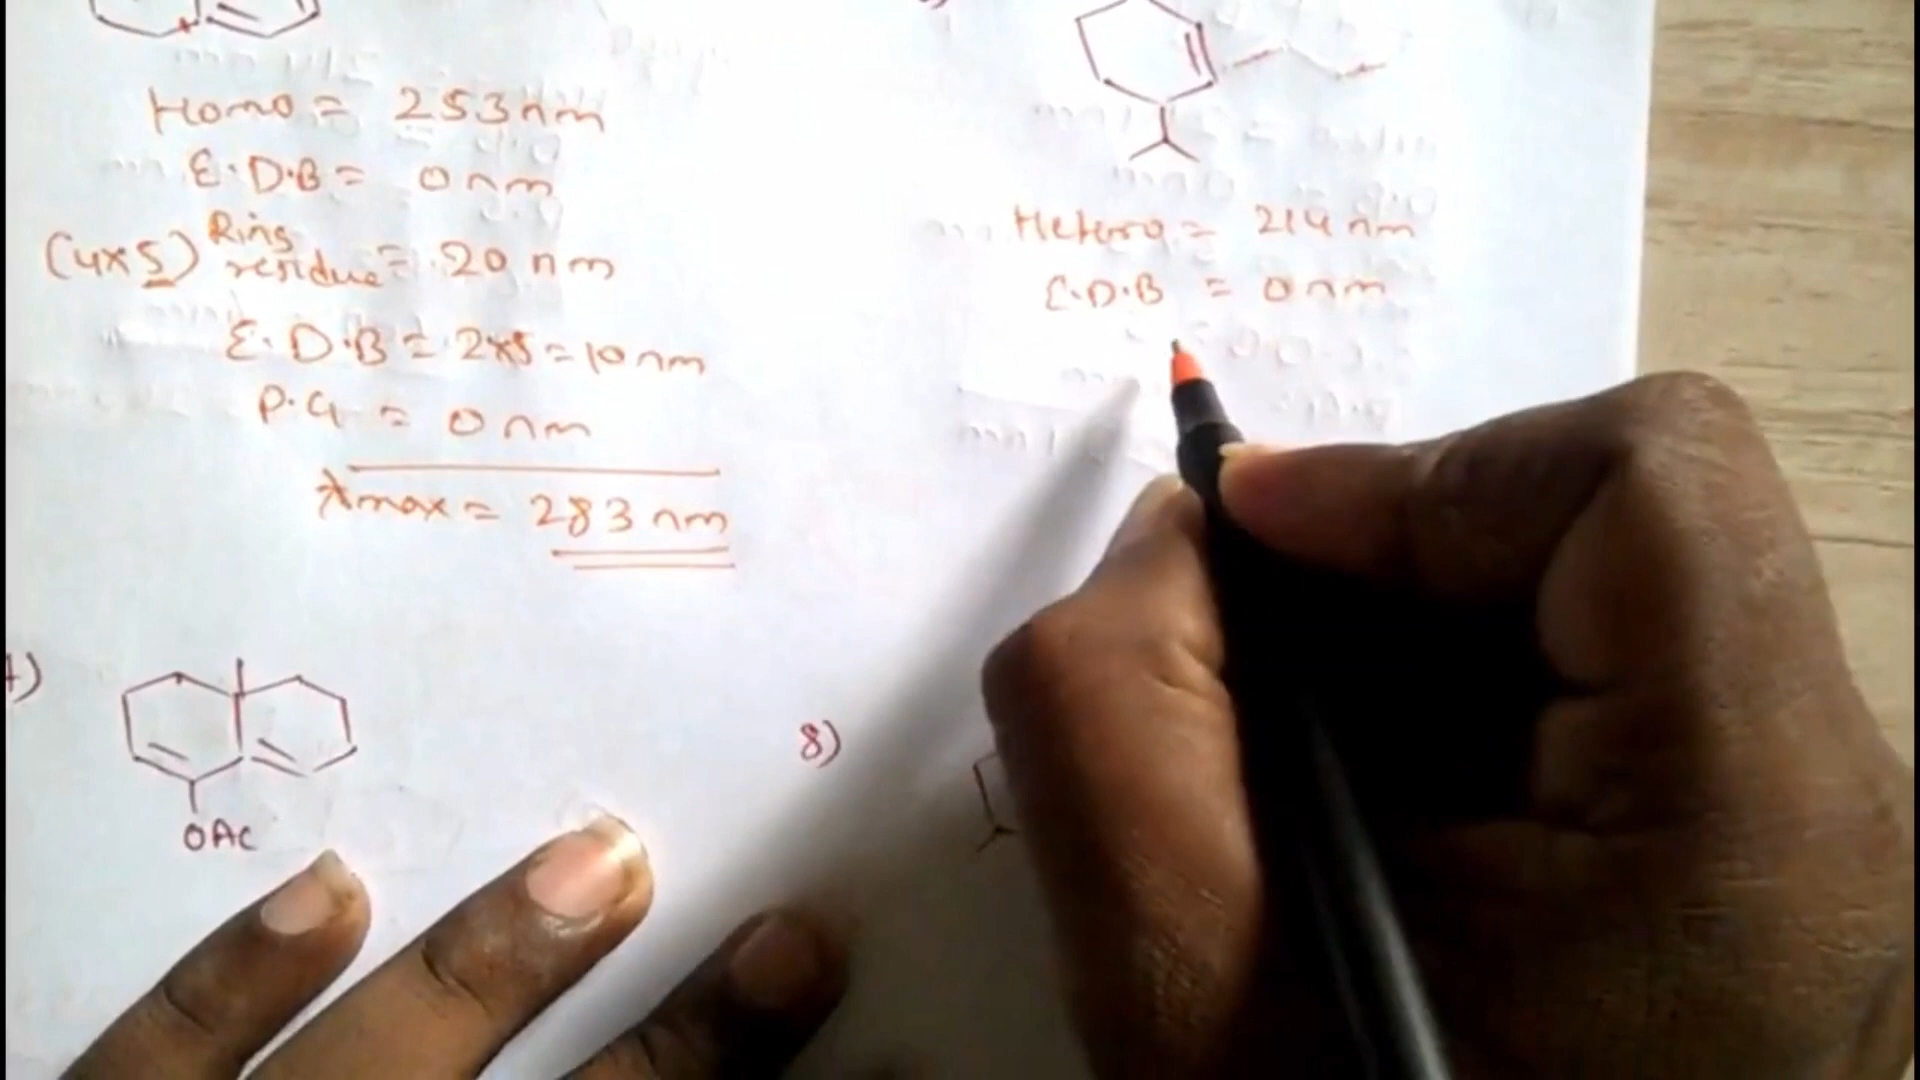 Homo = 253 nm
E.D.B = 0 nm
(4x5) Ring residue = 20 nm
E.D.B = 2x5 = 10 nm
P.G = 0 nm
λmax = 283 nm
Hetero = 214 nm
E.D.B = 0 nm
OAc
8)